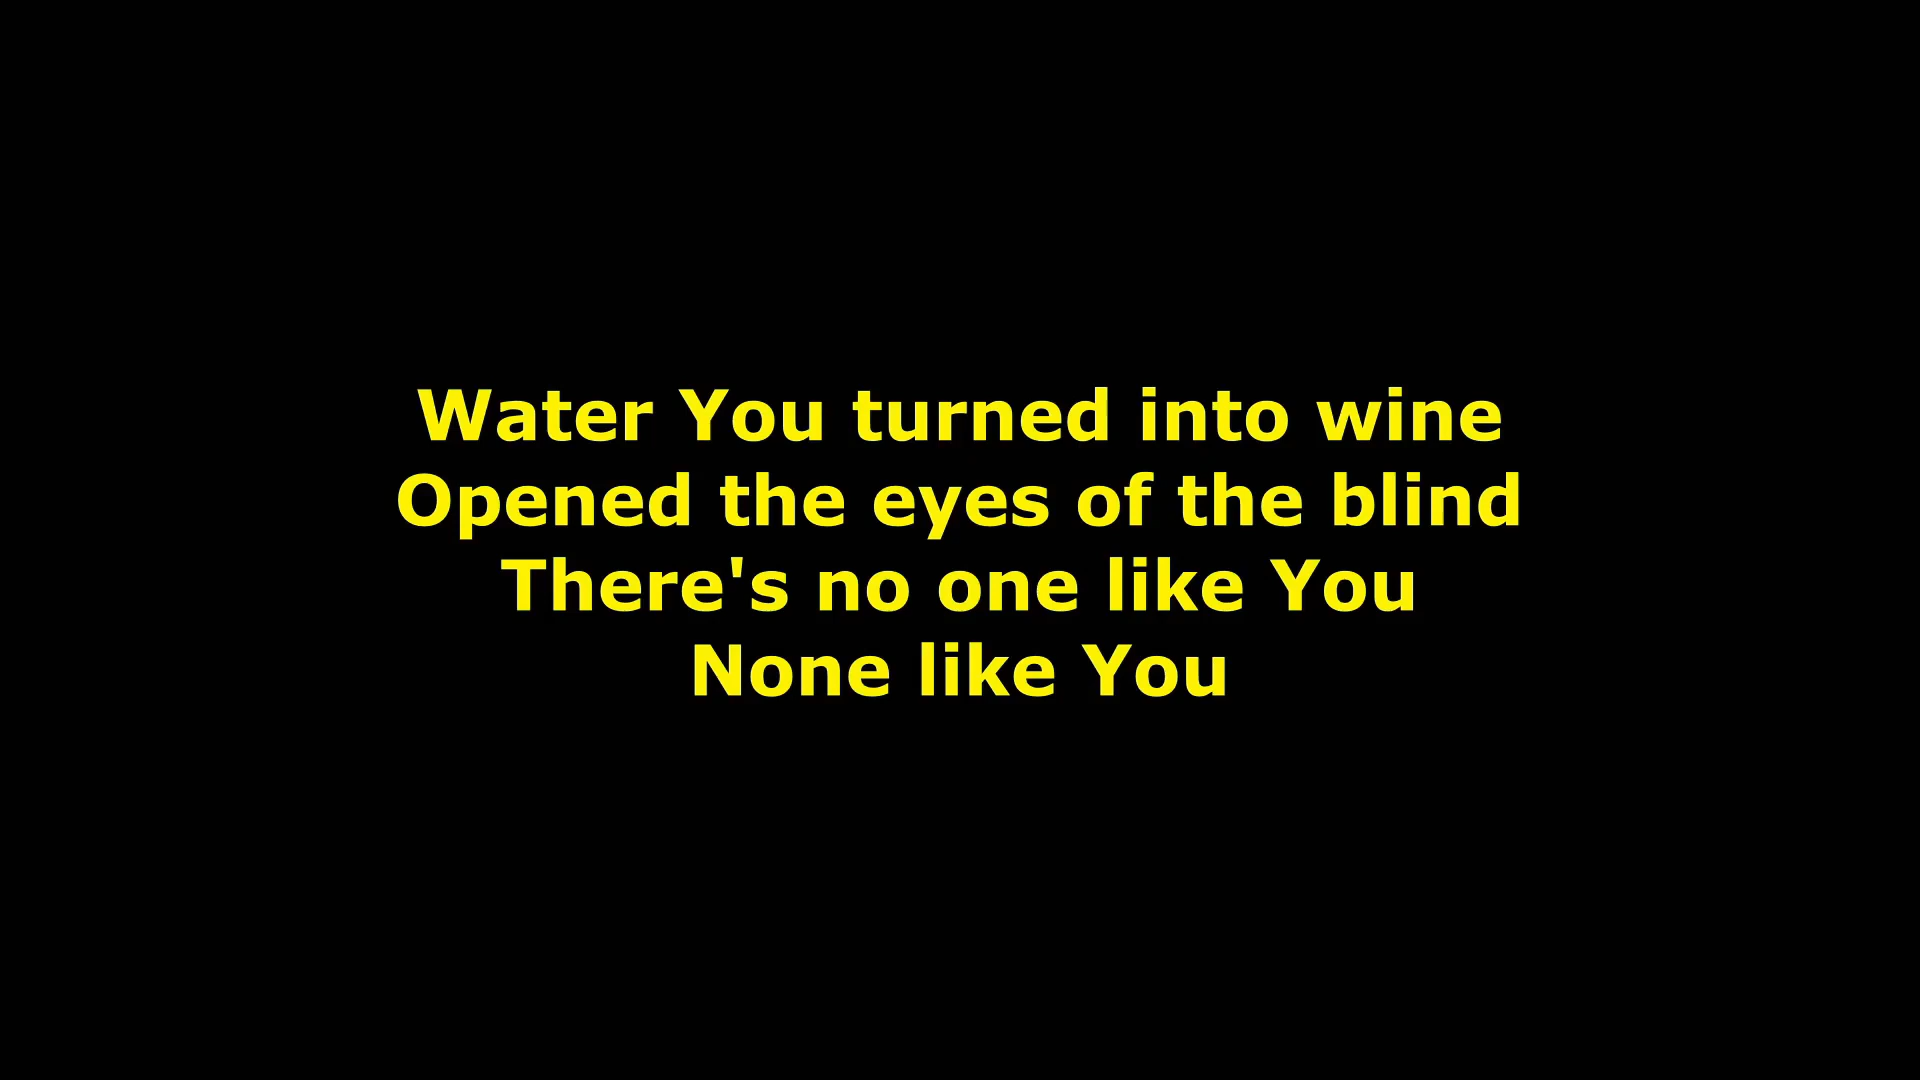 Water You turned into wine
Opened the eyes of the blind
There's no one like You
None like You